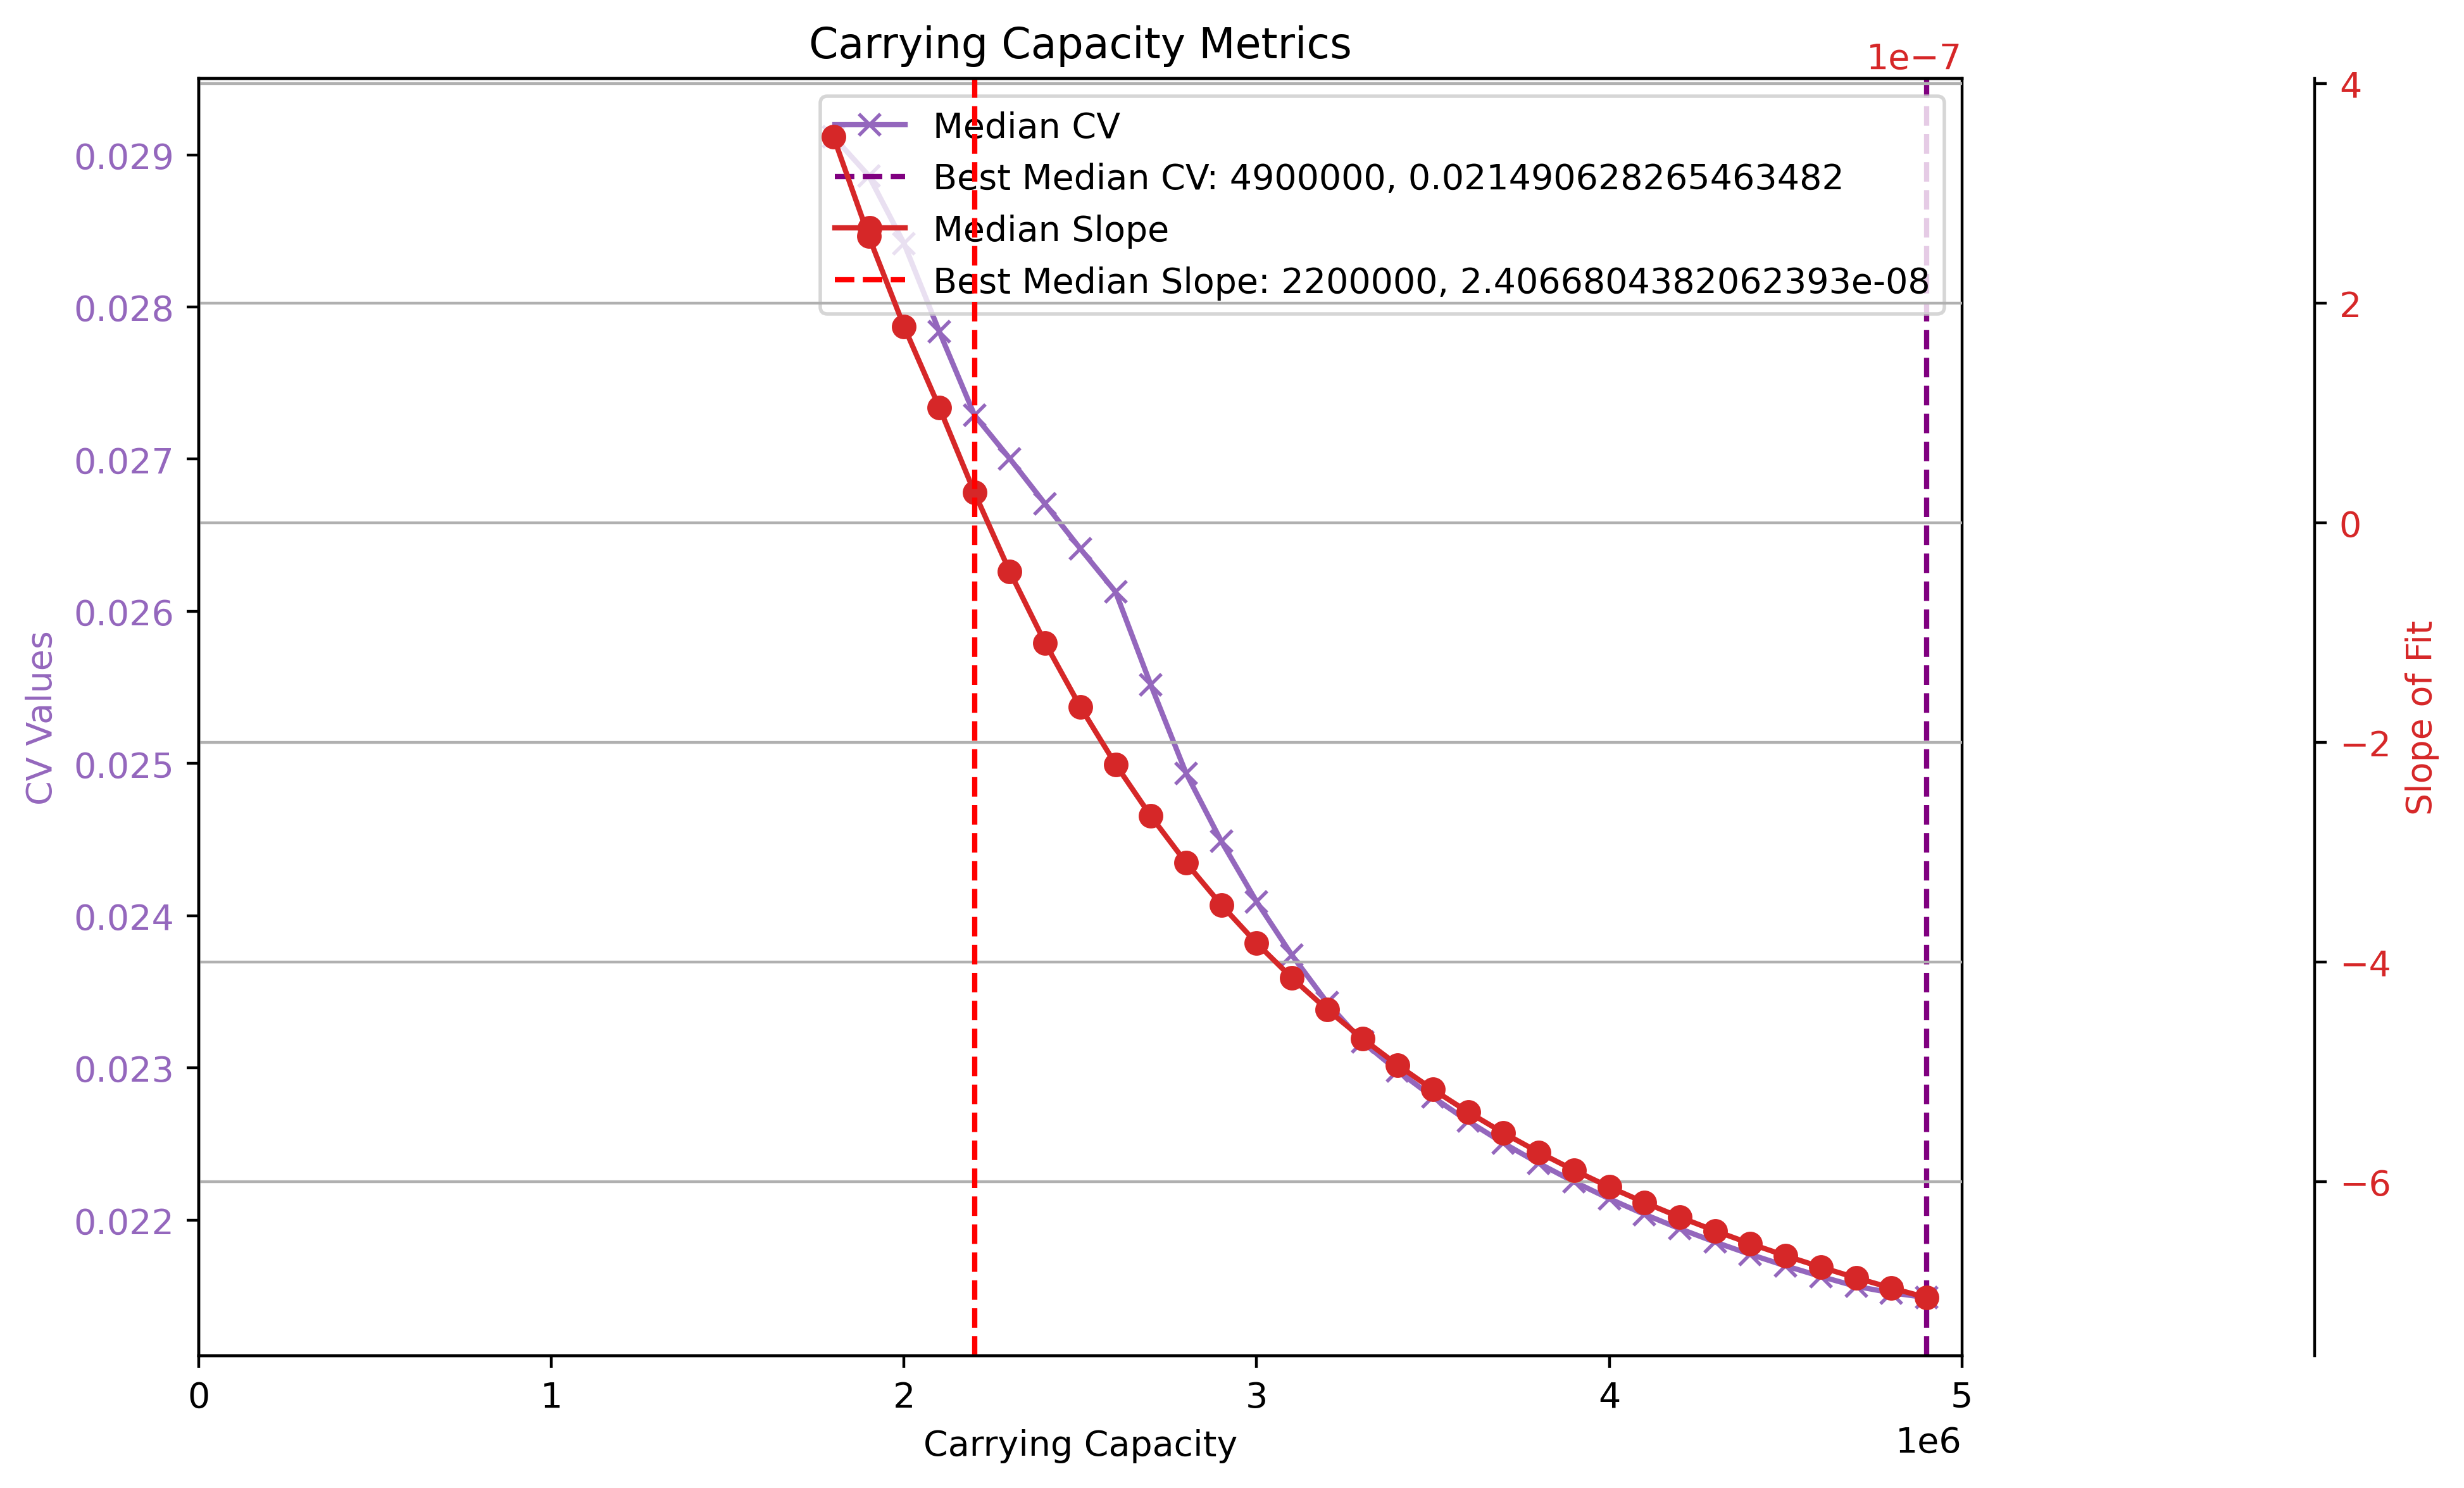 Carrying Capacity Metrics
1e−7
Median CV
Best Median CV: 4900000, 0.021490628265463482
Median Slope
Best Median Slope: 2200000, 2.4066804382062393e-08
0.029
0.028
0.027
0.026
0.025
0.024
0.023
0.022
CV Values
4
2
0
−2
−4
−6
Slope of Fit
0 1 2 3 4 5
Carrying Capacity
1e6